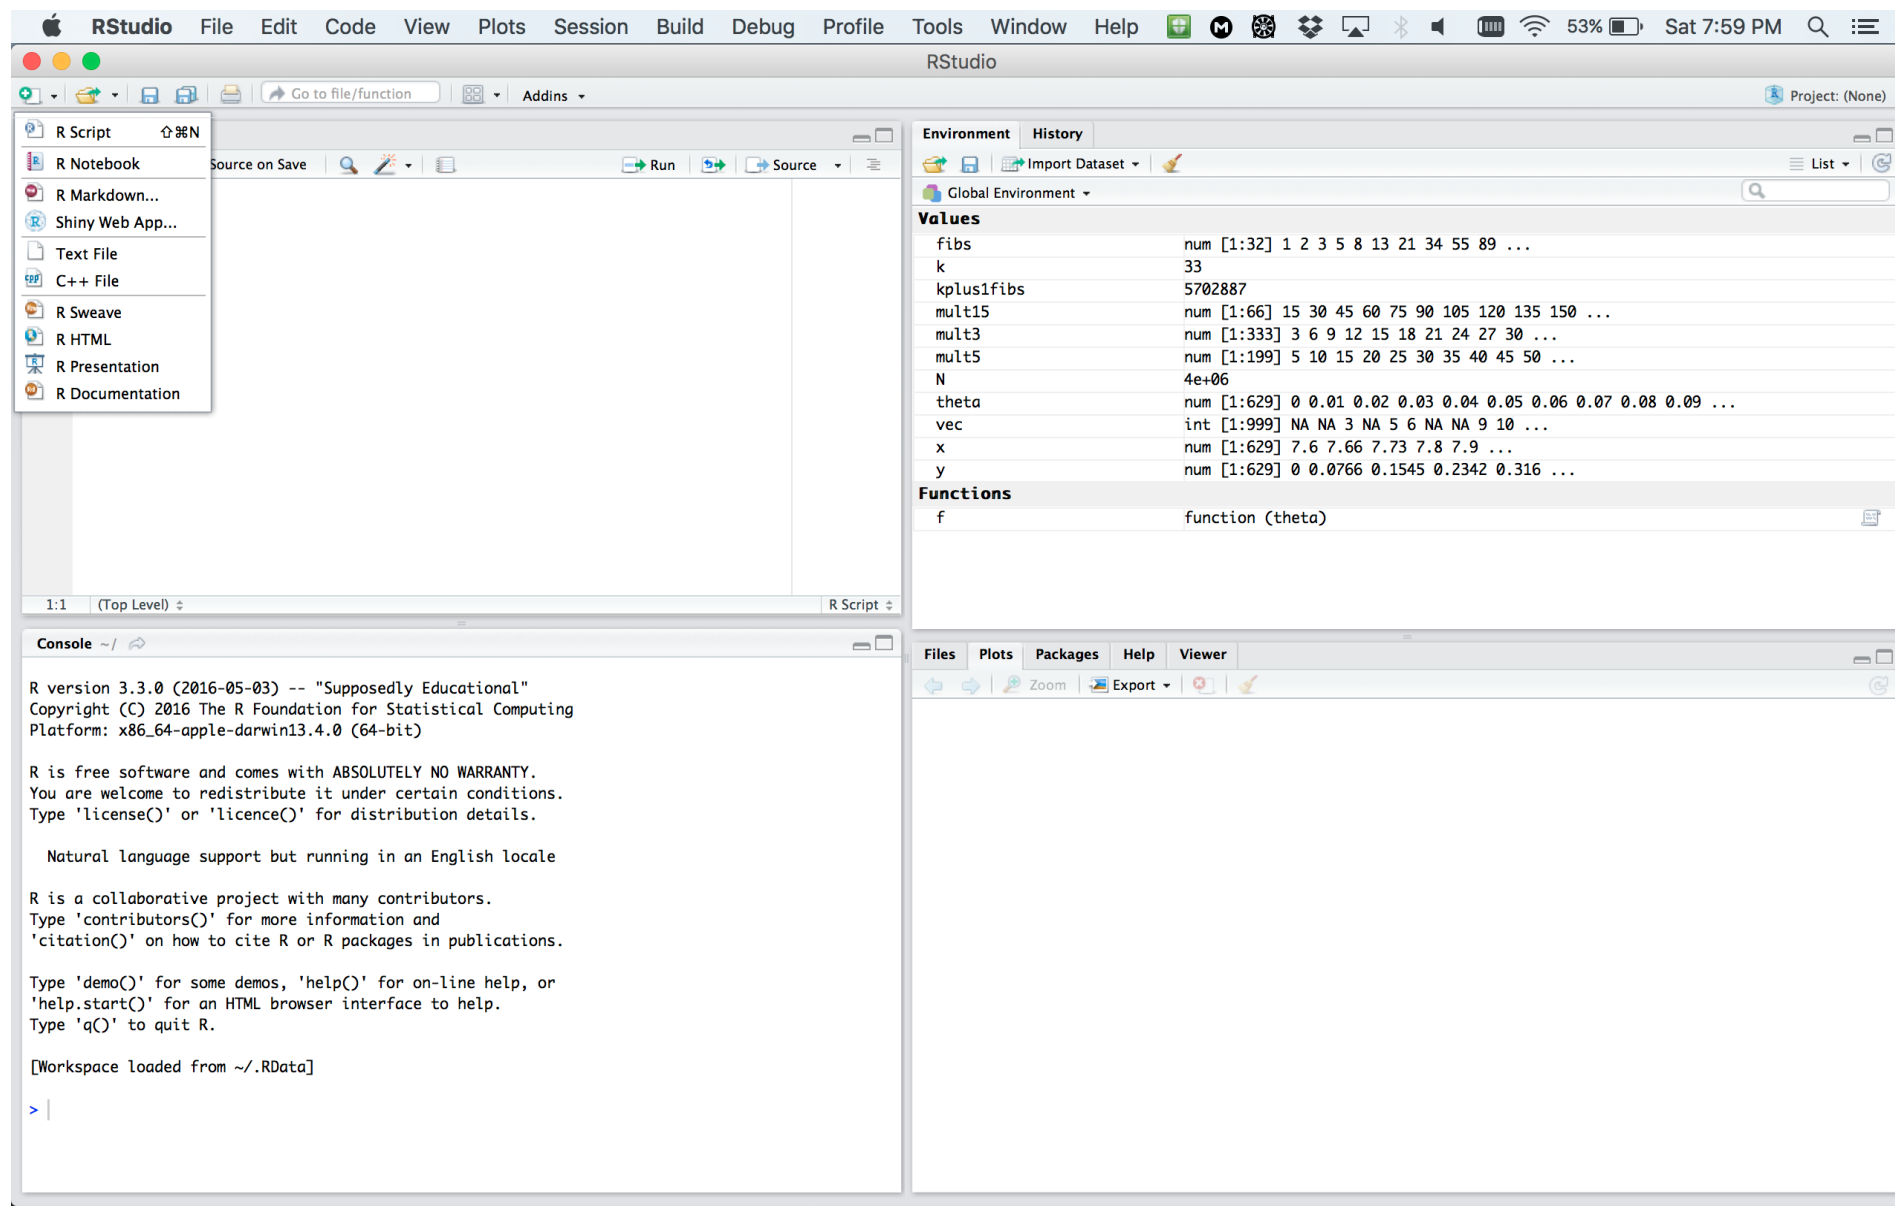 RStudio File Edit Code View Plots Session Build Debug Profile Tools Window Help 53% Sat 7:59 PM
RStudio
Go to file/function Addins Project: (None)
R Script ⇧⌘N
R Notebook
R Markdown...
Shiny Web App...
Text File
C++ File
R Sweave
R HTML
R Presentation
R Documentation
Source on Save Run Source
1:1 (Top Level) R Script
Console ~/
R version 3.3.0 (2016-05-03) -- "Supposedly Educational"
Copyright (C) 2016 The R Foundation for Statistical Computing
Platform: x86_64-apple-darwin13.4.0 (64-bit)
R is free software and comes with ABSOLUTELY NO WARRANTY.
You are welcome to redistribute it under certain conditions.
Type 'license()' or 'licence()' for distribution details.
Natural language support but running in an English locale
R is a collaborative project with many contributors.
Type 'contributors()' for more information and
'citation()' on how to cite R or R packages in publications.
Type 'demo()' for some demos, 'help()' for on-line help, or
'help.start()' for an HTML browser interface to help.
Type 'q()' to quit R.
[Workspace loaded from ~/.RData]
>
Environment History
Import Dataset List
Global Environment
Values
fibs num [1:32] 1 2 3 5 8 13 21 34 55 89 ...
k 33
kplus1fibs 5702887
mult15 num [1:66] 15 30 45 60 75 90 105 120 135 150 ...
mult3 num [1:333] 3 6 9 12 15 18 21 24 27 30 ...
mult5 num [1:199] 5 10 15 20 25 30 35 40 45 50 ...
N 4e+06
theta num [1:629] 0 0.01 0.02 0.03 0.04 0.05 0.06 0.07 0.08 0.09 ...
vec int [1:999] NA NA 3 NA 5 6 NA NA 9 10 ...
x num [1:629] 7.6 7.66 7.73 7.8 7.9 ...
y num [1:629] 0 0.0766 0.1545 0.2342 0.316 ...
Functions
f function (theta)
Files Plots Packages Help Viewer
Zoom Export